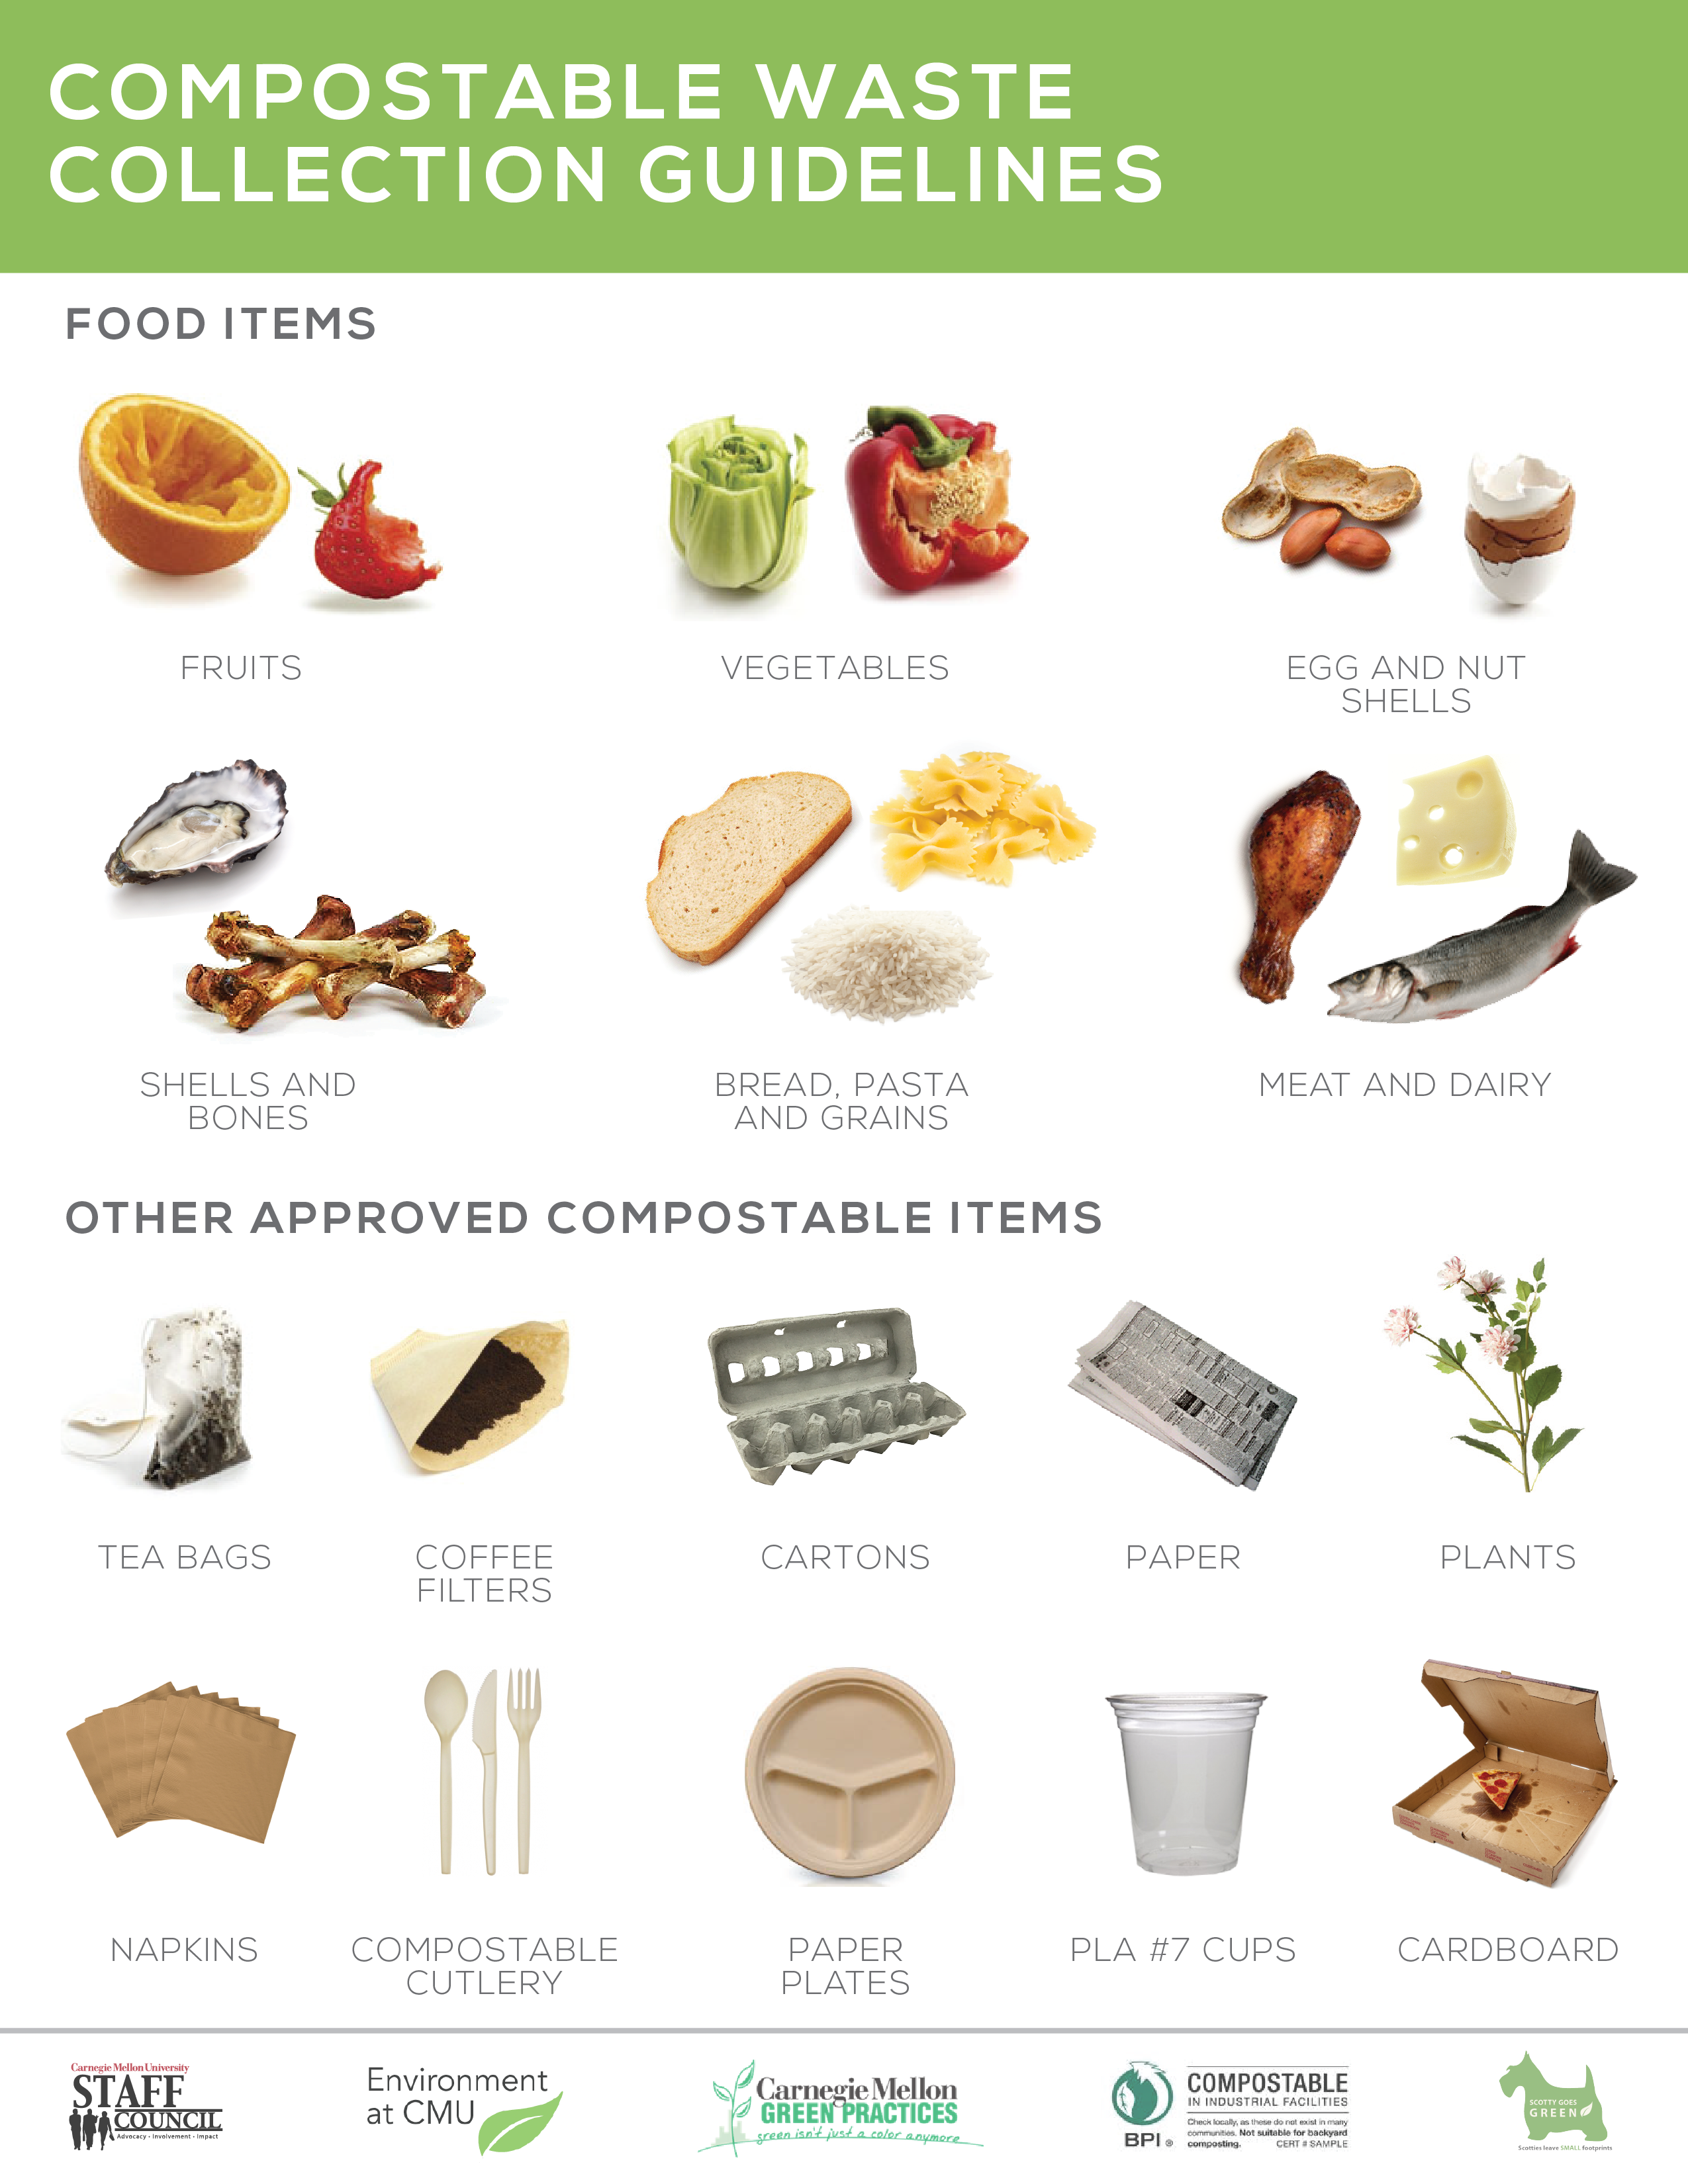 COMPOSTABLE WASTE
COLLECTION GUIDELINES
FOOD ITEMS
FRUITS
VEGETABLES
EGG AND NUT
SHELLS
SHELLS AND
BONES
BREAD, PASTA
AND GRAINS
MEAT AND DAIRY
OTHER APPROVED COMPOSTABLE ITEMS
TEA BAGS
COFFEE
FILTERS
CARTONS
PAPER
PLANTS
NAPKINS
COMPOSTABLE
CUTLERY
PAPER
PLATES
PLA #7 CUPS
CARDBOARD
Carnegie Mellon University
STAFF
COUNCIL
Advocacy • Involvement • Impact
Environment
at CMU
Carnegie Mellon
GREEN PRACTICES
green isn't just a color anymore
BPI ®
COMPOSTABLE
IN INDUSTRIAL FACILITIES
Check locally, as these do not exist in many
communities. Not suitable for backyard
composting. CERT # SAMPLE
SCOTTY GOES
GREEN
Scotties leave SMALL footprints